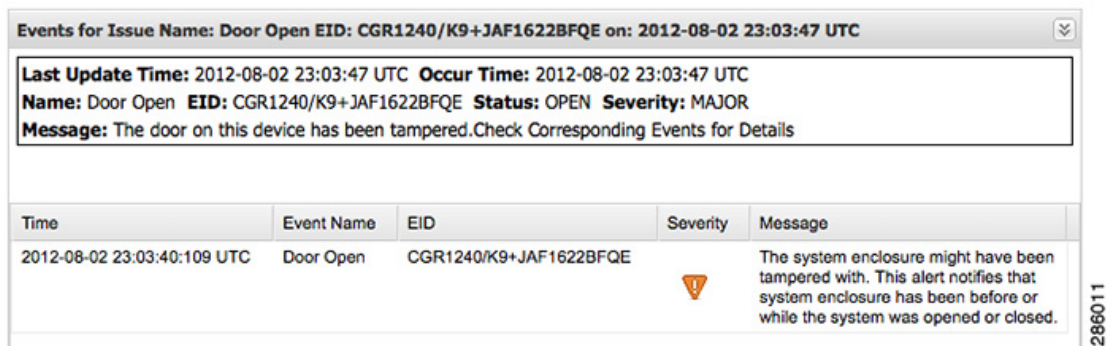 Events for Issue Name: Door Open EID: CGR1240/K9+JAF1622BFQE on: 2012-08-02 23:03:47 UTC
Last Update Time: 2012-08-02 23:03:47 UTC Occur Time: 2012-08-02 23:03:47 UTC
Name: Door Open EID: CGR1240/K9+JAF1622BFQE Status: OPEN Severity: MAJOR
Message: The door on this device has been tampered.Check Corresponding Events for Details
Time Event Name EID Severity Message
2012-08-02 23:03:40:109 UTC Door Open CGR1240/K9+JAF1622BFQE The system enclosure might have been
tampered with. This alert notifies that
system enclosure has been before or
while the system was opened or closed.
286011